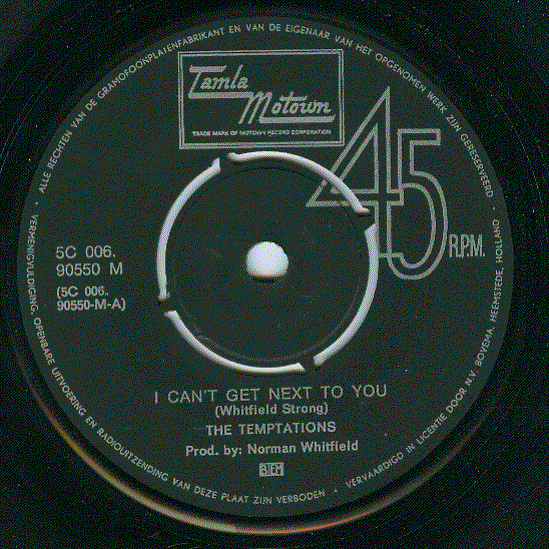 ALLE RECHTEN VAN DE GRAMOFOONPLATENFABRIKANT EN VAN DE EIGENAAR VAN HET OPGENOMEN WERK ZIJN GERESERVEERD •
Tamla
Motown
TRADE MARK OF MOTOWN RECORD CORPORATION
45
R.P.M.
5C 006.
90550 M
(5C 006.
90550-M-A)
I CAN'T GET NEXT TO YOU
(Whitfield Strong)
THE TEMPTATIONS
Prod. by: Norman Whitfield
BIEM
VERMENIGVULDIGING, OPENBARE UITVOERING EN RADIOUITZENDING VAN DEZE PLAAT ZIJN VERBODEN •
VERVAARDIGD IN LICENTIE DOOR N.V. BOVEMA, HEEMSTEDE, HOLLAND